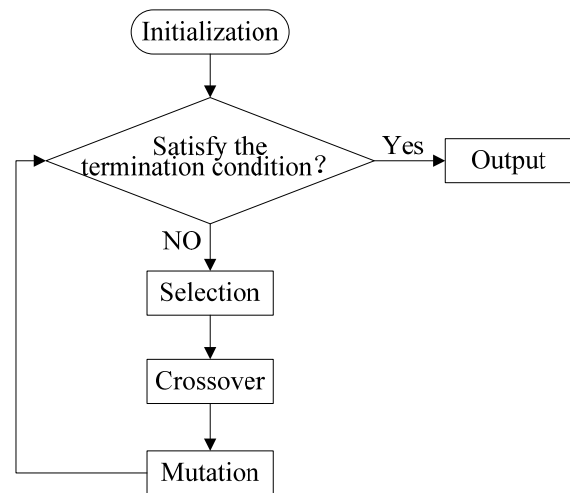 Initialization
Satisfy the
termination condition?
Yes
Output
NO
Selection
Crossover
Mutation